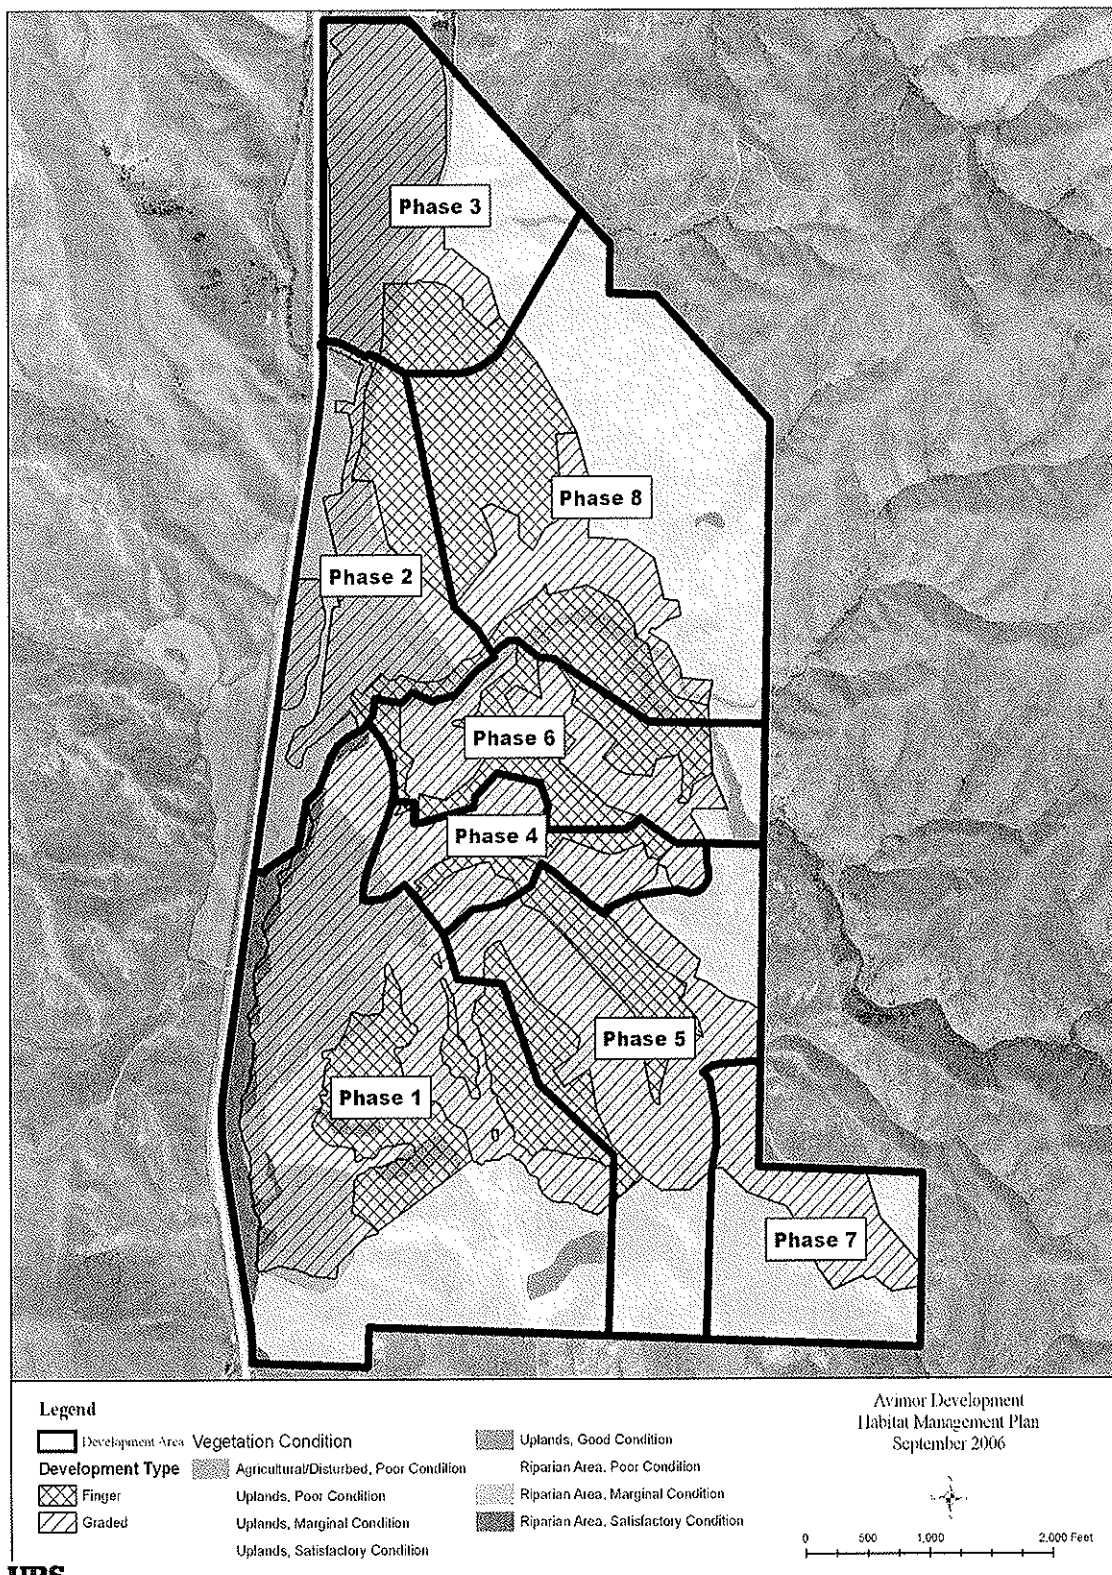 Phase 3
Phase 8
Phase 2
Phase 6
Phase 4
Phase 5
Phase 1
Phase 7
Legend
Development Area
Development Type
Finger
Graded
Vegetation Condition
Agricultural/Disturbed, Poor Condition
Uplands, Poor Condition
Uplands, Marginal Condition
Uplands, Satisfactory Condition
Uplands, Good Condition
Riparian Area, Poor Condition
Riparian Area, Marginal Condition
Riparian Area, Satisfactory Condition
Avimor Development
Habitat Management Plan
September 2006
0 500 1,000 2,000 Feet
URS